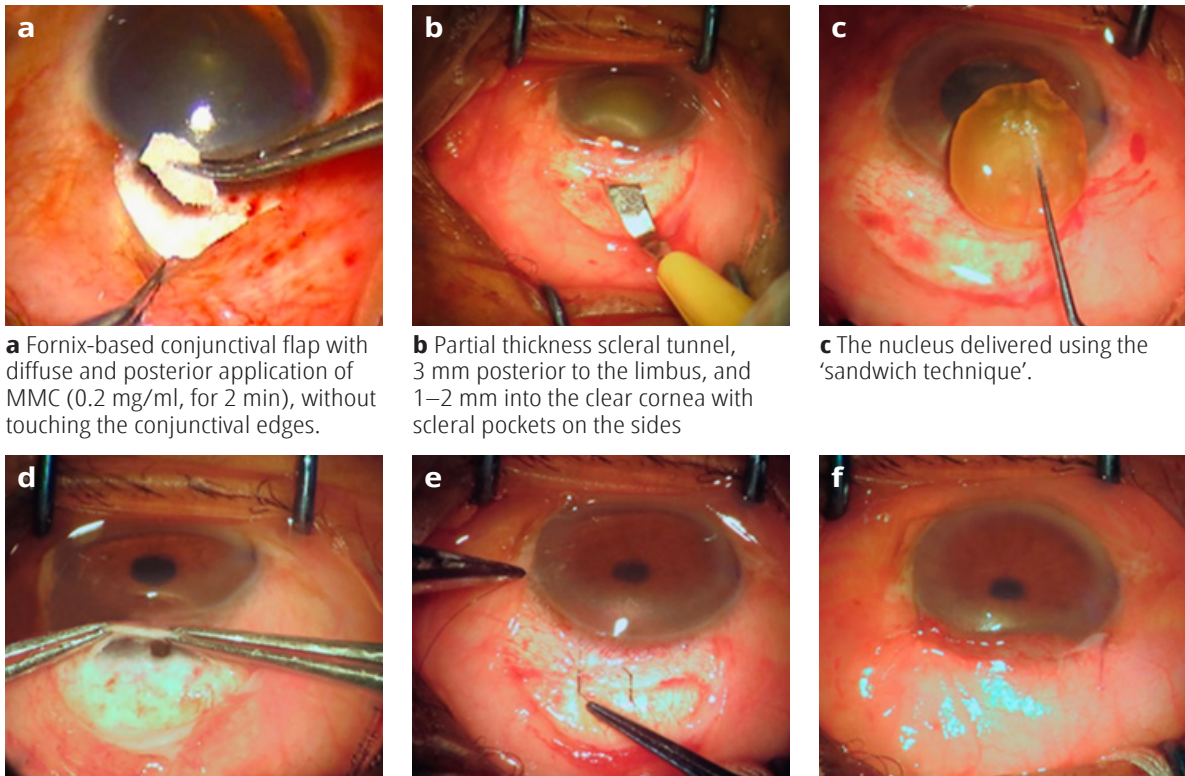 a
b
c
a Fornix-based conjunctival flap with
diffuse and posterior application of
MMC (0.2 mg/ml, for 2 min), without
touching the conjunctival edges.
b Partial thickness scleral tunnel,
3 mm posterior to the limbus, and
1–2 mm into the clear cornea with
scleral pockets on the sides
c The nucleus delivered using the
‘sandwich technique’.
d
e
f